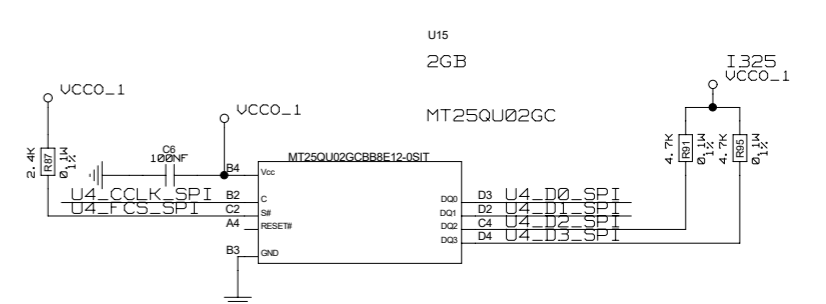 U15
2GB
I325
VCCO_1
VCCO_1
VCCO_1
MT25QU02GC
2.4K
R87
0.1W
1%
C6
100NF
MT25QU02GCBB8E12-0SIT
4.7K
R91
0.1W
1%
4.7K
R95
0.1W
1%
B4 Vcc
U4_CCLK_SPI B2 C
U4_FCS_SPI C2 S#
A4 RESET#
B3 GND
DQ0 D3 U4_D0_SPI
DQ1 D2 U4_D1_SPI
DQ2 C4 U4_D2_SPI
DQ3 D4 U4_D3_SPI